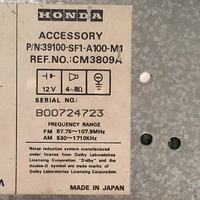 HONDA
ACCESSORY
P/N:39100-SF1-A100-M1
REF.NO.:CM3809A
12 V
4~8Ω
SERIAL NO.
B00724723
FREQUENCY RANGE
FM 87.75~107.9MHz
AM 530~1710KHz
Noise reduction system manufactured
under license from Dolby Laboratories
Licensing Corporation. "Dolby" and
the double-D symbol are trademarks of
Dolby Laboratories Licensing Corporation.
MADE IN JAPAN